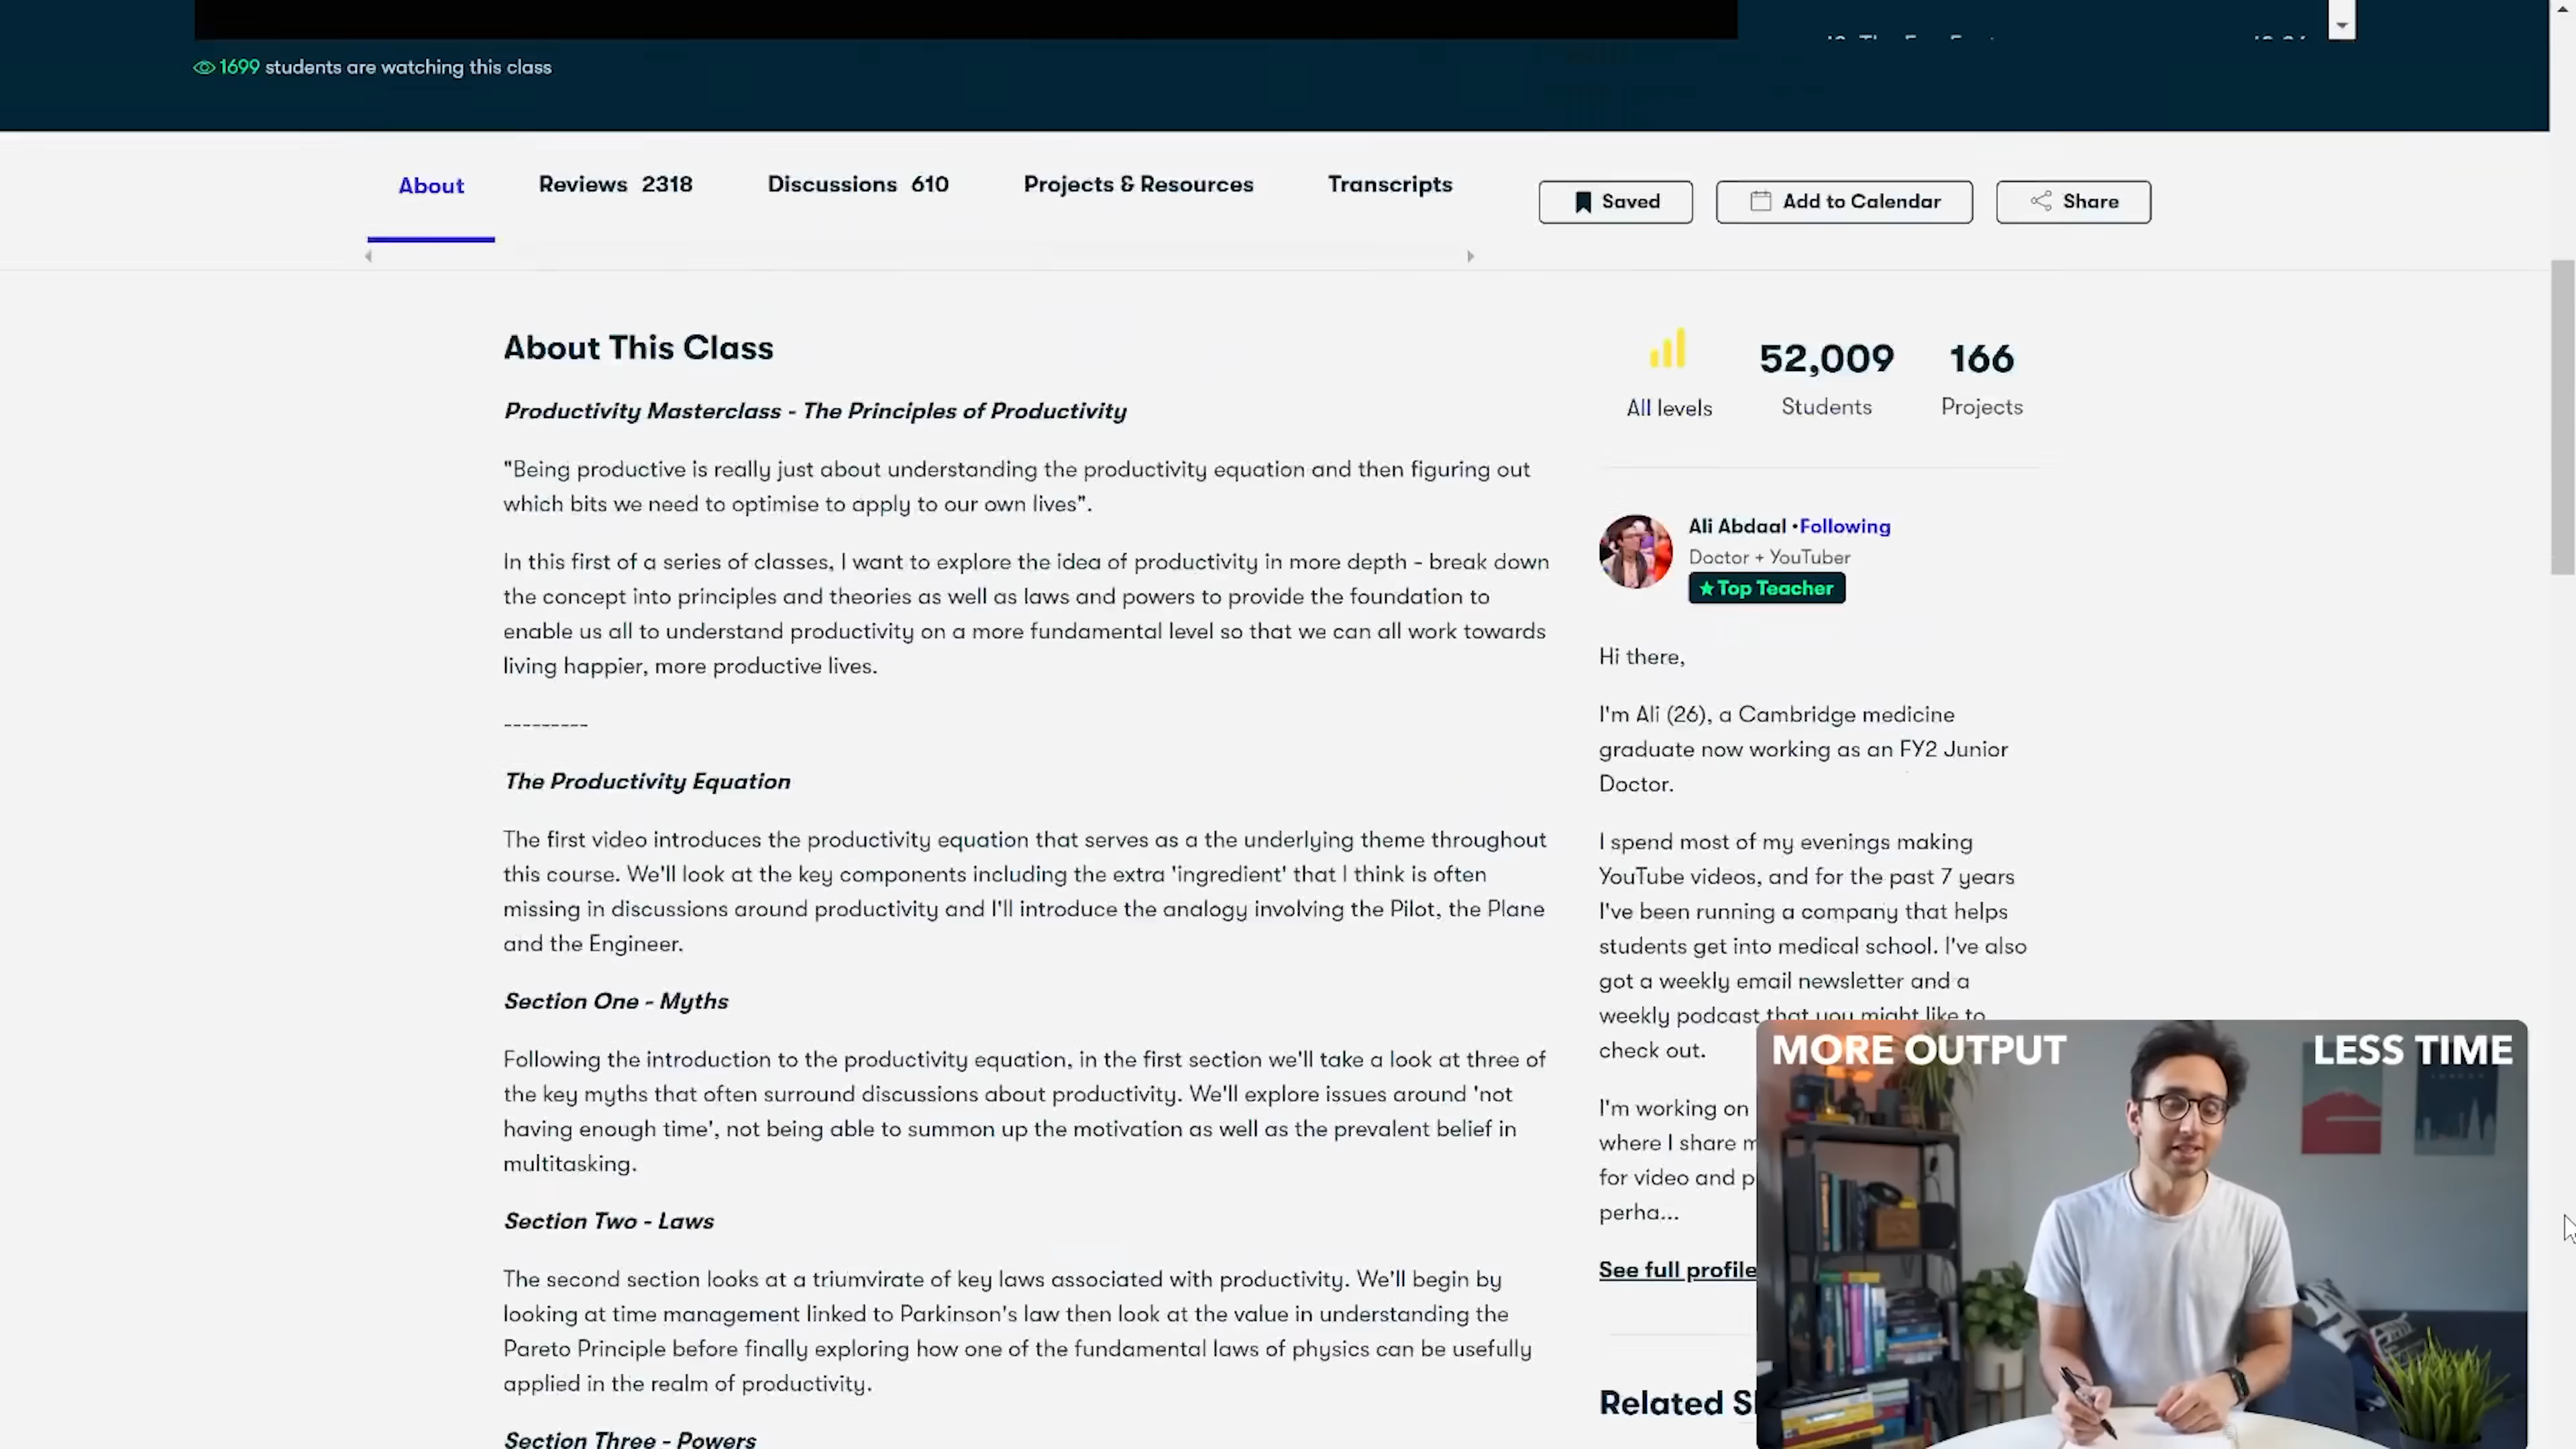 1699 students are watching this class
About
Reviews 2318
Discussions 610
Projects & Resources
Transcripts
Saved
Add to Calendar
Share
About This Class
Productivity Masterclass - The Principles of Productivity
"Being productive is really just about understanding the productivity equation and then figuring out
which bits we need to optimise to apply to our own lives".
In this first of a series of classes, I want to explore the idea of productivity in more depth - break down
the concept into principles and theories as well as laws and powers to provide the foundation to
enable us all to understand productivity on a more fundamental level so that we can all work towards
living happier, more productive lives.
---------
The Productivity Equation
The first video introduces the productivity equation that serves as a the underlying theme throughout
this course. We'll look at the key components including the extra 'ingredient' that I think is often
missing in discussions around productivity and I'll introduce the analogy involving the Pilot, the Plane
and the Engineer.
Section One - Myths
Following the introduction to the productivity equation, in the first section we'll take a look at three of
the key myths that often surround discussions about productivity. We'll explore issues around 'not
having enough time', not being able to summon up the motivation as well as the prevalent belief in
multitasking.
Section Two - Laws
The second section looks at a triumvirate of key laws associated with productivity. We'll begin by
looking at time management linked to Parkinson's law then look at the value in understanding the
Pareto Principle before finally exploring how one of the fundamental laws of physics can be usefully
applied in the realm of productivity.
Section Three - Powers
All levels
52,009
Students
166
Projects
Ali Abdaal •Following
Doctor + YouTuber
★Top Teacher
Hi there,
I'm Ali (26), a Cambridge medicine
graduate now working as an FY2 Junior
Doctor.
I spend most of my evenings making
YouTube videos, and for the past 7 years
I've been running a company that helps
students get into medical school. I've also
got a weekly email newsletter and a
weekly podcast that you might like to
check out.
I'm working on
where I share m
for video and p
perha...
See full profile
Related
MORE OUTPUT
LESS TIME